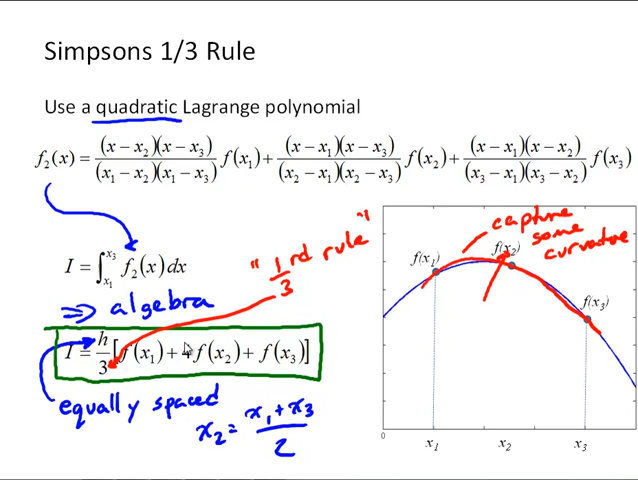 Simpsons 1/3 Rule
Use a quadratic Lagrange polynomial
f₂(x) = (x − x₂)(x − x₃) / (x₁ − x₂)(x₁ − x₃) f(x₁) + (x − x₁)(x − x₃) / (x₂ − x₁)(x₂ − x₃) f(x₂) + (x − x₁)(x − x₂) / (x₃ − x₁)(x₃ − x₂) f(x₃)
capture
some
curvature
"1/3 rd rule"
I = ∫ₓ₁ˣ³ f₂(x) dx
⇒ algebra
I = h/3 [f(x₁) + 4f(x₂) + f(x₃)]
equally spaced
x₂ = x₁ + x₃ / 2
f(x₁)
f(x₂)
f(x₃)
0
x₁ x₂ x₃